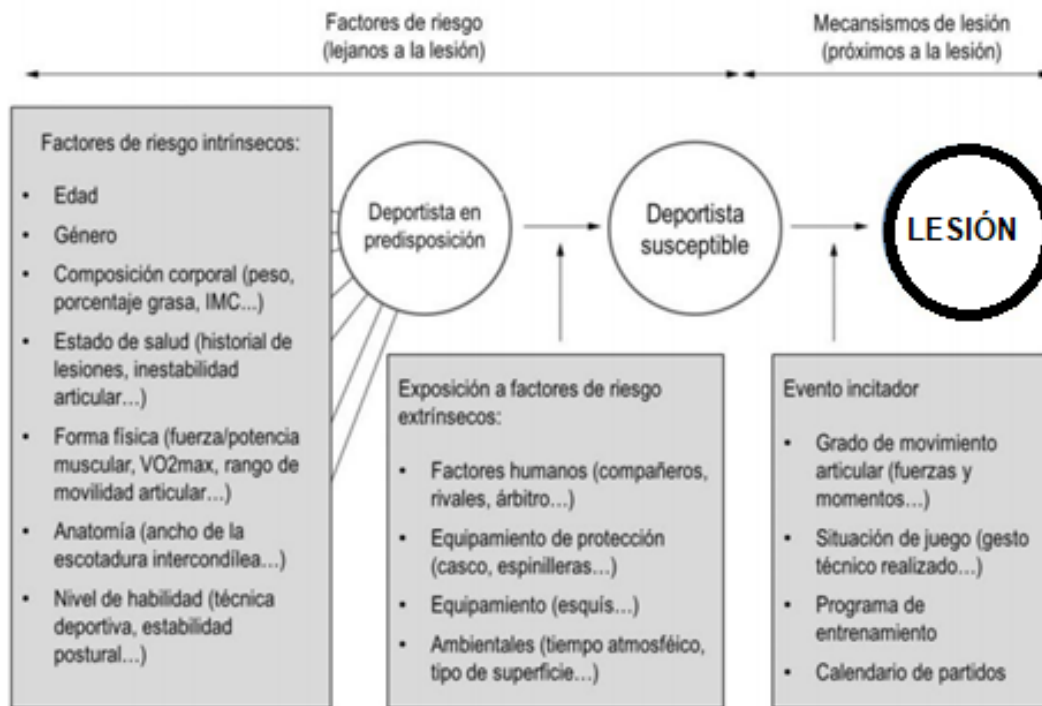 Factores de riesgo
(lejanos a la lesión)
Mecansismos de lesión
(próximos a la lesión)
Factores de riesgo intrínsecos:
• Edad
• Género
• Composición corporal (peso,
porcentaje grasa, IMC...)
• Estado de salud (historial de
lesiones, inestabilidad
articular…)
• Forma física (fuerza/potencia
muscular, VO2max, rango de
movilidad articular…)
• Anatomía (ancho de la
escotadura intercondílea…)
• Nivel de habilidad (técnica
deportiva, estabilidad
postural…)
Deportista en
predisposición
Deportista
susceptible
LESIÓN
Exposición a factores de riesgo
extrínsecos:
• Factores humanos (compañeros,
rivales, árbitro…)
• Equipamiento de protección
(casco, espinilleras…)
• Equipamiento (esquís…)
• Ambientales (tiempo atmosféico,
tipo de superficie…)
Evento incitador
• Grado de movimiento
articular (fuerzas y
momentos…)
• Situación de juego (gesto
técnico realizado…)
• Programa de
entrenamiento
• Calendario de partidos